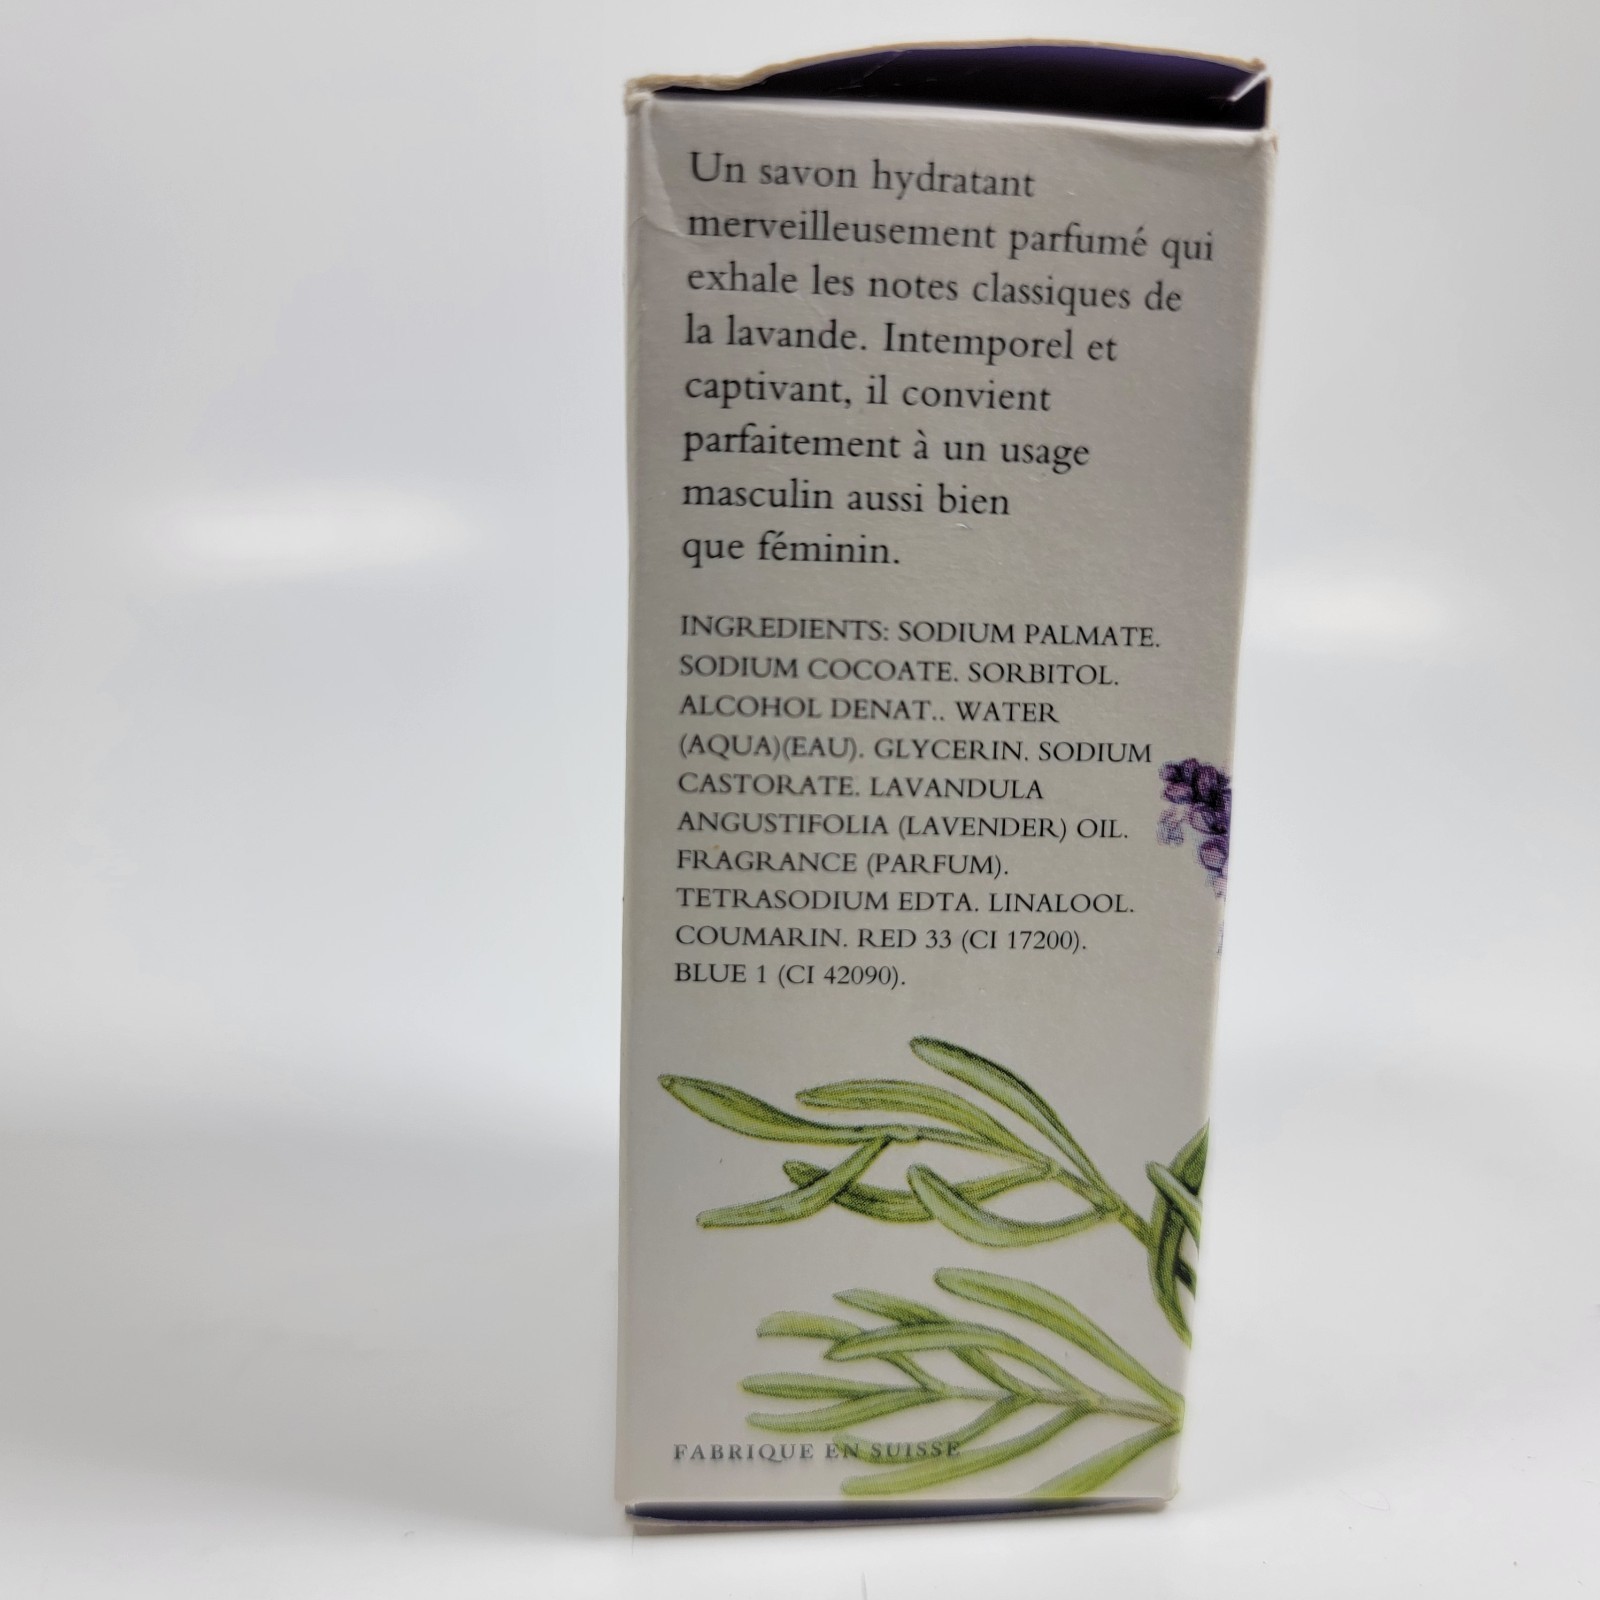 Un savon hydratant
merveilleusement parfumé qui
exhale les notes classiques de
la lavande. Intemporel et
captivant, il convient
parfaitement à un usage
masculin aussi bien
que féminin.
INGREDIENTS: SODIUM PALMATE.
SODIUM COCOATE. SORBITOL.
ALCOHOL DENAT.. WATER
(AQUA)(EAU). GLYCERIN. SODIUM
CASTORATE. LAVANDULA
ANGUSTIFOLIA (LAVENDER) OIL.
FRAGRANCE (PARFUM).
TETRASODIUM EDTA. LINALOOL.
COUMARIN. RED 33 (CI 17200).
BLUE 1 (CI 42090).
FABRIQUE EN SUISSE